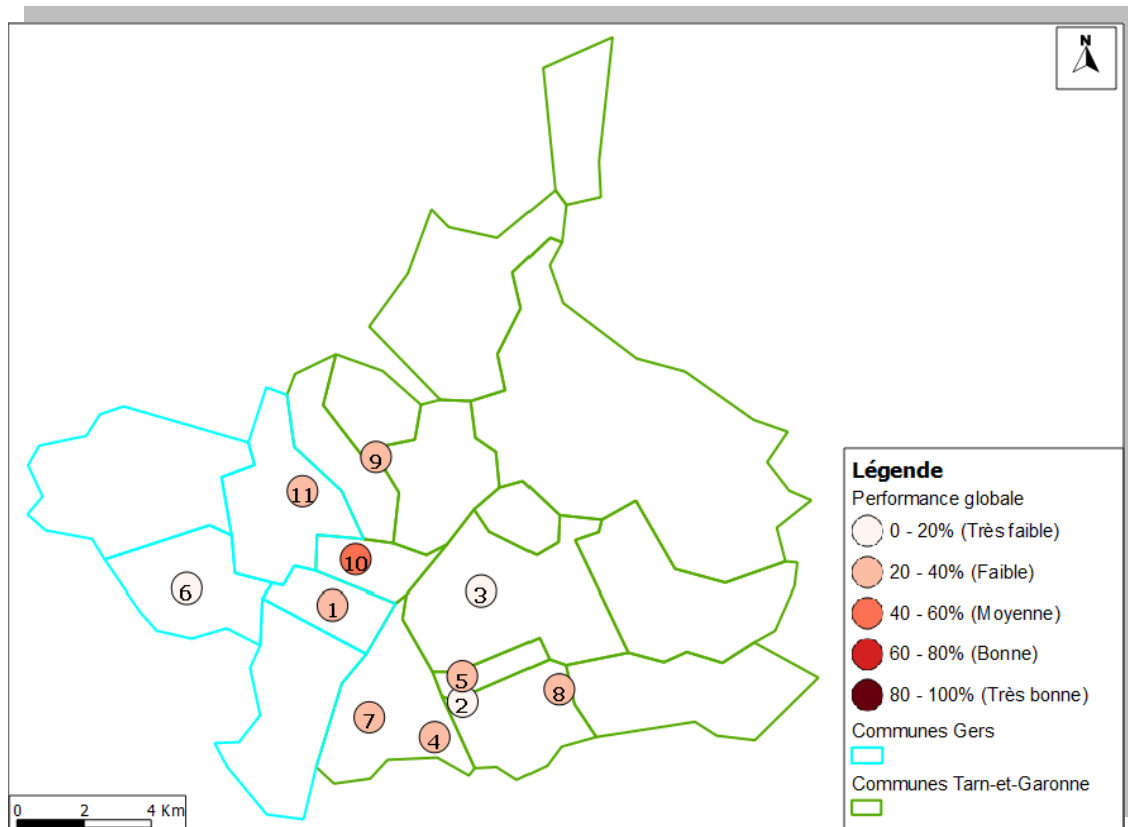 N
9
11
10
6
3
1
5
2
8
7
4
Légende
Performance globale
0 - 20% (Très faible)
20 - 40% (Faible)
40 - 60% (Moyenne)
60 - 80% (Bonne)
80 - 100% (Très bonne)
Communes Gers
Communes Tarn-et-Garonne
0 2 4 Km